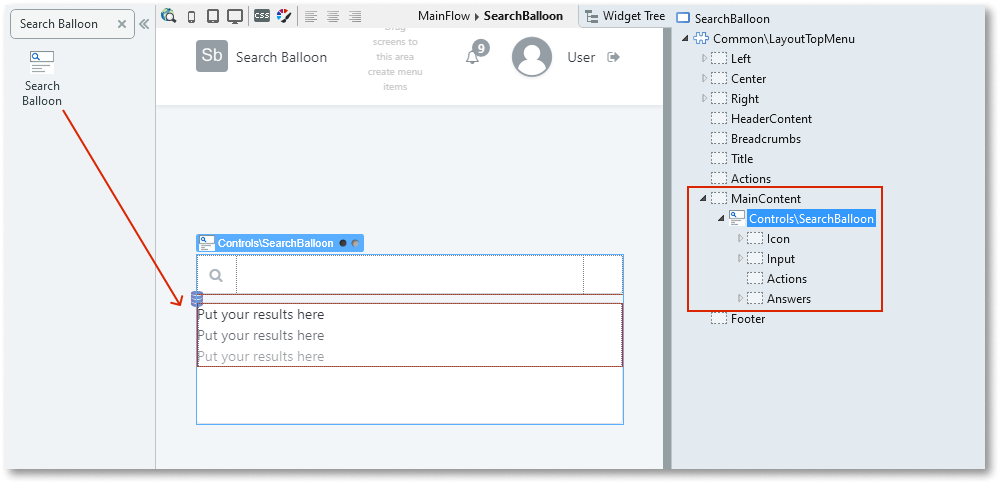 Search Balloon
Search
Balloon
CSS
MainFlow ▸ SearchBalloon
Widget Tree
Sb
Search Balloon
Drag
screens to
this area
create menu
items
9
User
Controls\SearchBalloon
Put your results here
Put your results here
Put your results here
SearchBalloon
Common\LayoutTopMenu
Left
Center
Right
HeaderContent
Breadcrumbs
Title
Actions
MainContent
Controls\SearchBalloon
Icon
Input
Actions
Answers
Footer